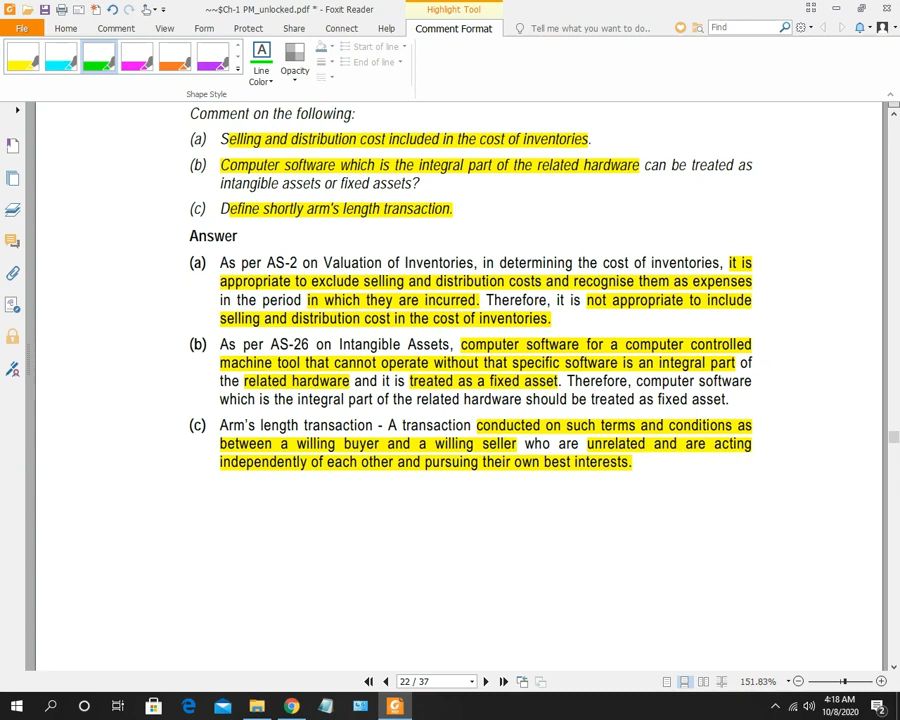 ~~$Ch-1 PM_unlocked.pdf * - Foxit Reader
Highlight Tool
File Home Comment View Form Protect Share Connect Help Comment Format Tell me what you want to do.. Find
Start of line
End of line
Line Color Opacity
Shape Style
Comment on the following:
(a) Selling and distribution cost included in the cost of inventories.
(b) Computer software which is the integral part of the related hardware can be treated as
intangible assets or fixed assets?
(c) Define shortly arm's length transaction.
Answer
(a) As per AS-2 on Valuation of Inventories, in determining the cost of inventories, it is
appropriate to exclude selling and distribution costs and recognise them as expenses
in the period in which they are incurred. Therefore, it is not appropriate to include
selling and distribution cost in the cost of inventories.
(b) As per AS-26 on Intangible Assets, computer software for a computer controlled
machine tool that cannot operate without that specific software is an integral part of
the related hardware and it is treated as a fixed asset. Therefore, computer software
which is the integral part of the related hardware should be treated as fixed asset.
(c) Arm's length transaction - A transaction conducted on such terms and conditions as
between a willing buyer and a willing seller who are unrelated and are acting
independently of each other and pursuing their own best interests.
22 / 37
151.83%
4:18 AM
10/8/2020
2